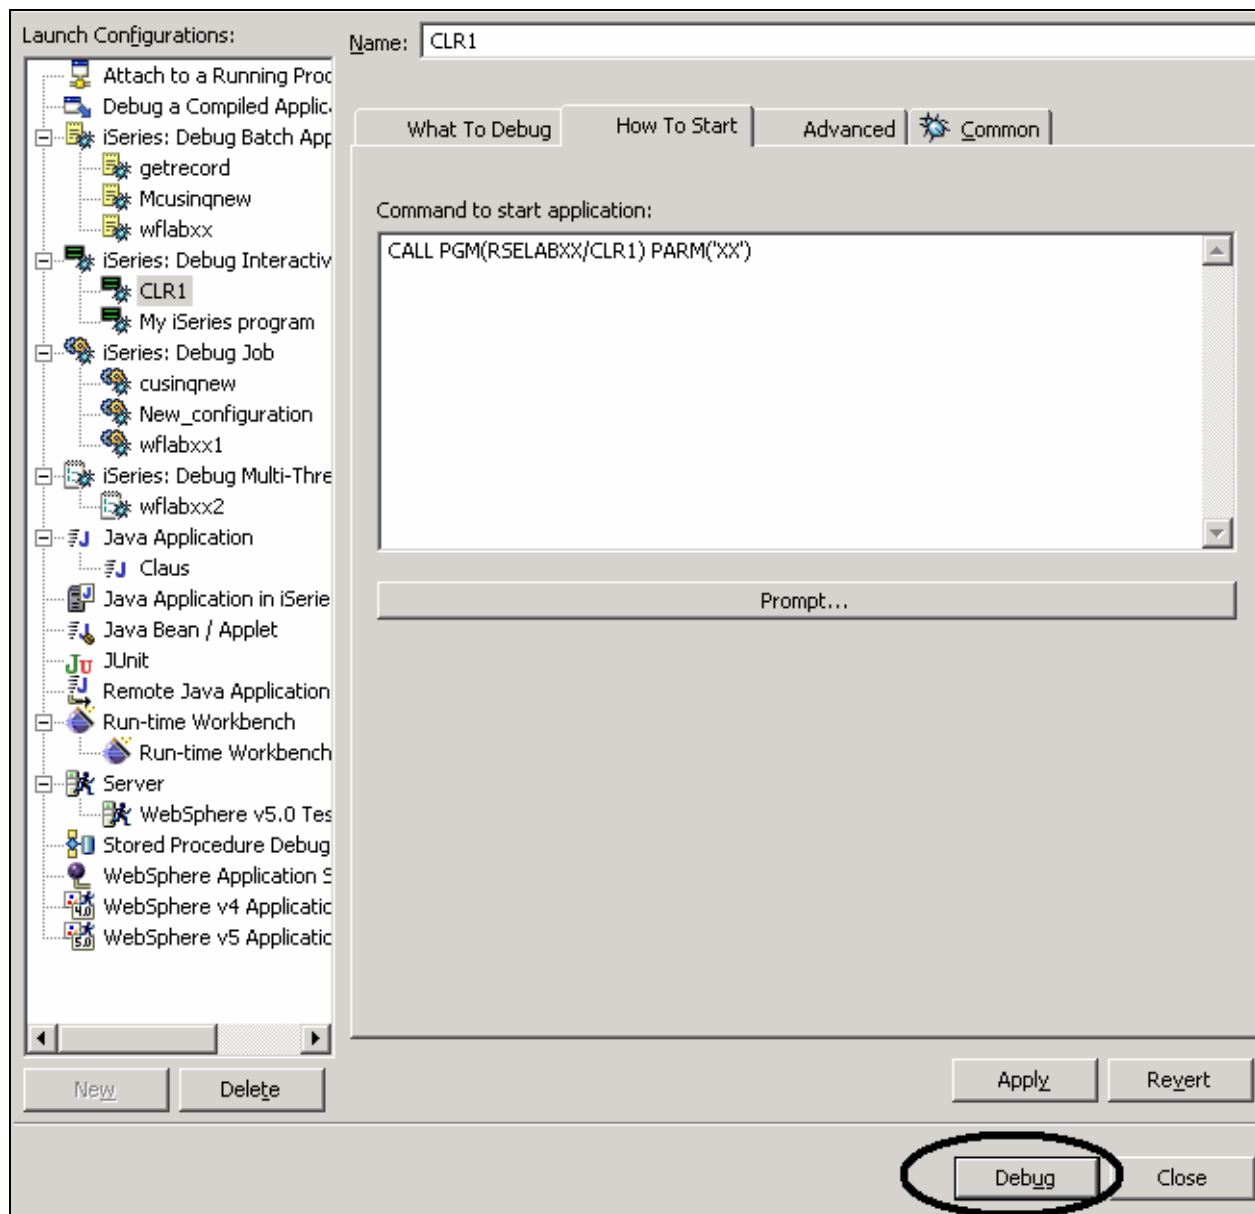 Launch Configurations:
Attach to a Running Proc
Debug a Compiled Applic
iSeries: Debug Batch App
getrecord
Mcusingnew
wflabxx
iSeries: Debug Interactiv
CLR1
My iSeries program
iSeries: Debug Job
cusingnew
New_configuration
wflabxx1
iSeries: Debug Multi-Thre
wflabxx2
Java Application
Claus
Java Application in iSerie
Java Bean / Applet
JUnit
Remote Java Application
Run-time Workbench
Run-time Workbench
Server
WebSphere v5.0 Tes
Stored Procedure Debug
WebSphere Application S
WebSphere v4 Applicatic
WebSphere v5 Applicatic
New
Delete
Name: CLR1
What To Debug How To Start Advanced Common
Command to start application:
CALL PGM(RSELABXX/CLR1) PARM('XX')
Prompt...
Apply Revert
Debug Close